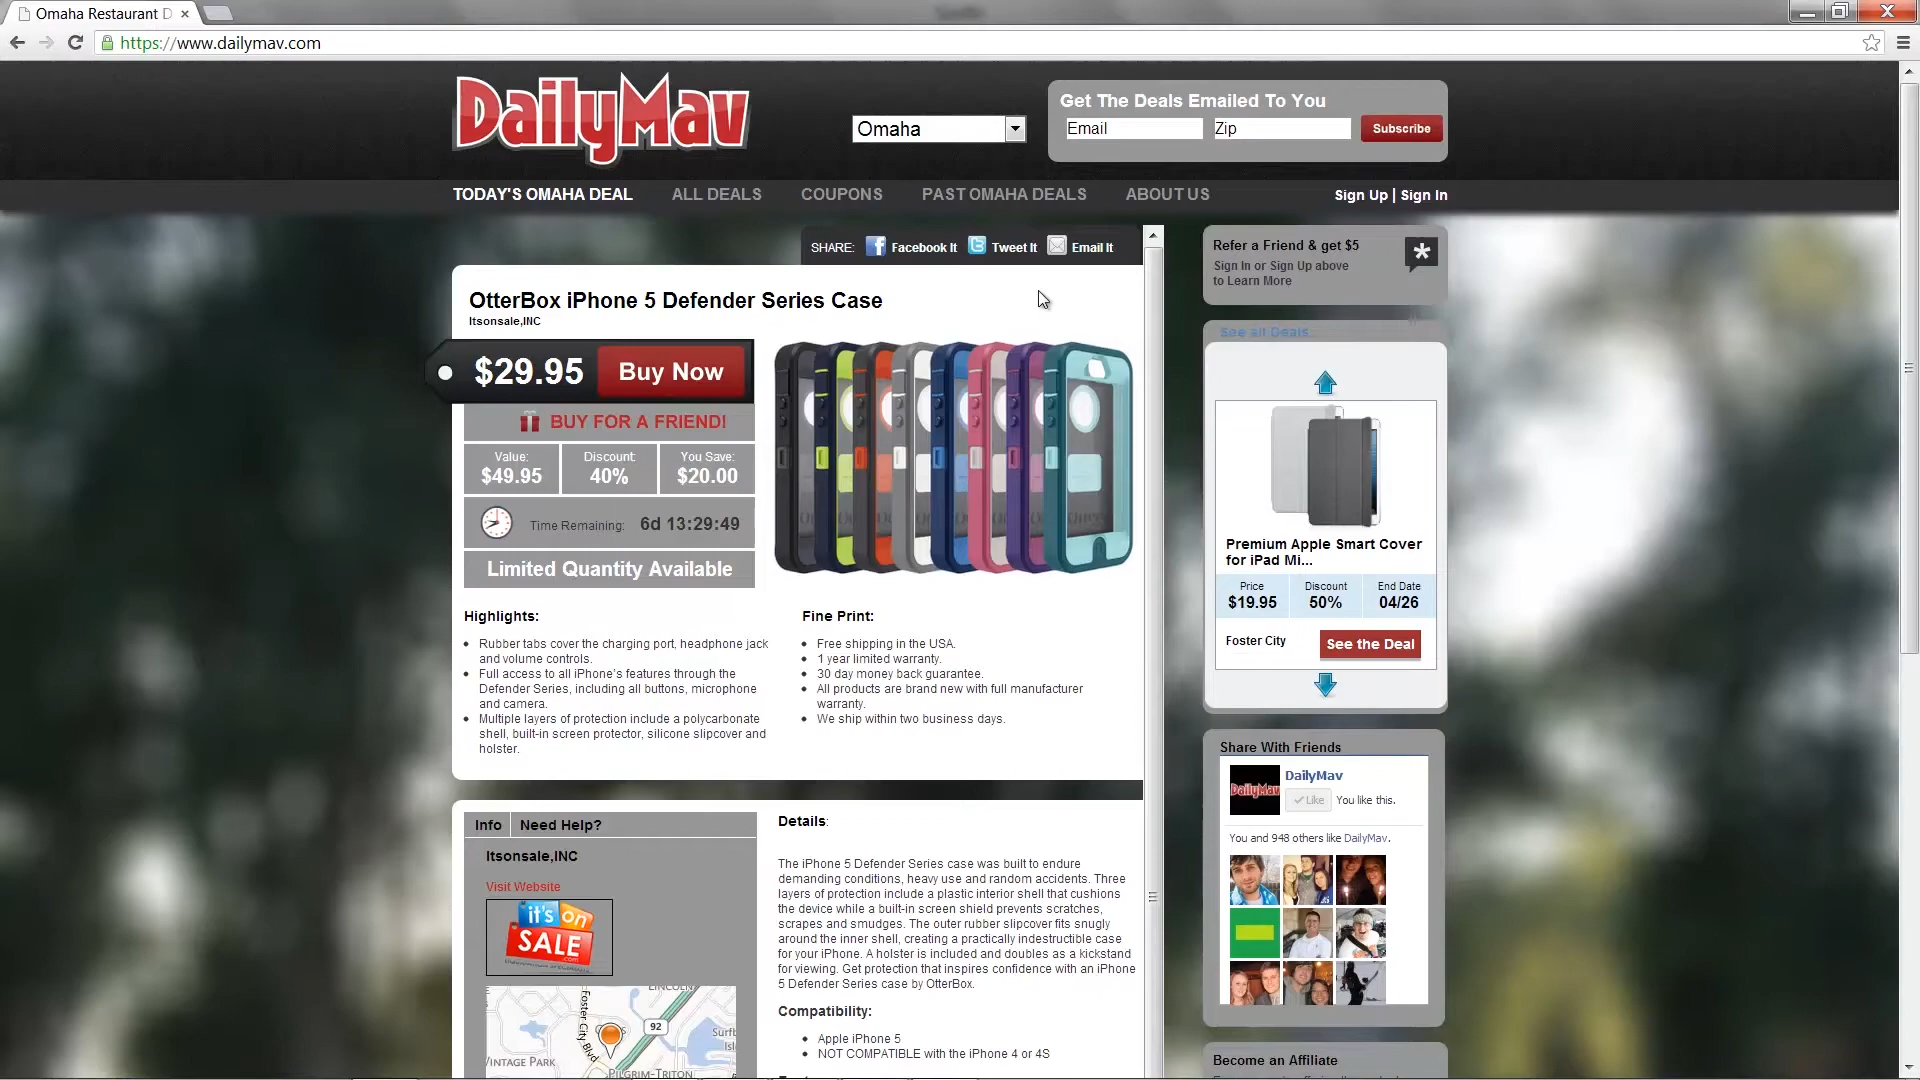 Omaha Restaurant D
https://www.dailymav.com
DailyMav
Omaha
Get The Deals Emailed To You
Email Zip Subscribe
TODAY'S OMAHA DEAL ALL DEALS COUPONS PAST OMAHA DEALS ABOUT US Sign Up | Sign In
SHARE: Facebook It Tweet It Email It
OtterBox iPhone 5 Defender Series Case
Itsonsale,INC
$29.95 Buy Now
BUY FOR A FRIEND!
Value: Discount: You Save:
$49.95 40% $20.00
Time Remaining: 6d 13:29:49
Limited Quantity Available
Highlights:
Rubber tabs cover the charging port, headphone jack
and volume controls.
Full access to all iPhone's features through the
Defender Series, including all buttons, microphone
and camera.
Multiple layers of protection include a polycarbonate
shell, built-in screen protector, silicone slipcover and
holster.
Fine Print:
Free shipping in the USA.
1 year limited warranty.
30 day money back guarantee.
All products are brand new with full manufacturer
warranty.
We ship within two business days.
Info Need Help?
Itsonsale,INC
Visit Website
it's on
SALE
.com
LINCOLN
Foster City Blvd
92
Surfb
Isl
VINTAGE PARK
PILGRIM-TRITON
Details:
The iPhone 5 Defender Series case was built to endure
demanding conditions, heavy use and random accidents. Three
layers of protection include a plastic interior shell that cushions
the device while a built-in screen shield prevents scratches,
scrapes and smudges. The outer rubber slipcover fits snugly
around the inner shell, creating a practically indestructible case
for your iPhone. A holster is included and doubles as a kickstand
for viewing. Get protection that inspires confidence with an iPhone
5 Defender Series case by OtterBox.
Compatibility:
Apple iPhone 5
NOT COMPATIBLE with the iPhone 4 or 4S
Refer a Friend & get $5
Sign In or Sign Up above
to Learn More
See all Deals
Premium Apple Smart Cover
for iPad Mi...
Price Discount End Date
$19.95 50% 04/26
Foster City See the Deal
Share With Friends
DailyMav
DailyMav
Like You like this.
You and 948 others like DailyMav.
Become an Affiliate